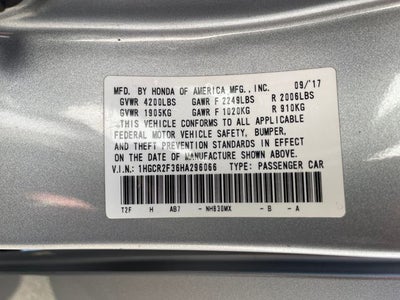 MFD. BY HONDA OF AMERICA MFG., INC. 09/'17
GVWR 4200LBS GAWR F 2249LBS R 2006LBS
GVWR 1905KG GAWR F 1020KG R 910KG
THIS VEHICLE CONFORMS TO ALL APPLICABLE
FEDERAL MOTOR VEHICLE SAFETY, BUMPER,
AND THEFT PREVENTION STANDARDS IN EFFECT
ON THE DATE OF MANUFACTURE SHOWN ABOVE.
V.I.N.: 1HGCR2F36HA296066 TYPE: PASSENGER CAR
T2F H AB7 - NH830MX - B - A